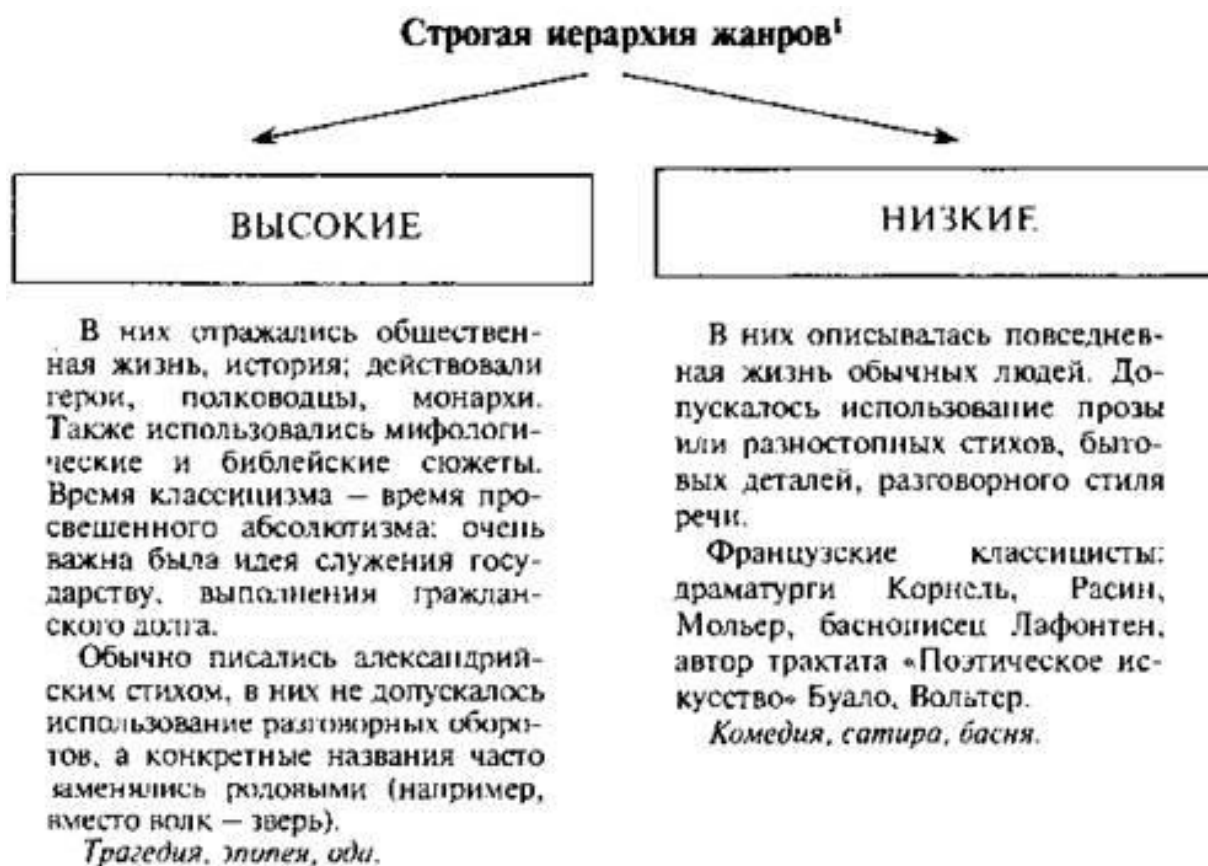 Строгая иерархия жанров¹
ВЫСОКИЕ
В них отражались обществен-
ная жизнь, история; действовали
герои, полководцы, монархи.
Также использовались мифологи-
ческие и библейские сюжеты.
Время классицизма — время про-
свещенного абсолютизма: очень
важна была идея служения госу-
дарству, выполнения граждан-
ского долга.
Обычно писались александрий-
ским стихом, в них не допускалось
использование разговорных оборо-
тов, а конкретные названия часто
заменялись родовыми (например,
вместо волк — зверь).
Трагедия, эпопея, ода.
НИЗКИЕ
В них описывалась повседнев-
ная жизнь обычных людей. До-
пускалось использование прозы
или разностопных стихов, быто-
вых деталей, разговорного стиля
речи.
Французские классицисты:
драматурги Корнель, Расин,
Мольер, баснописец Лафонтен,
автор трактата «Поэтическое ис-
кусство» Буало, Вольтер.
Комедия, сатира, басня.